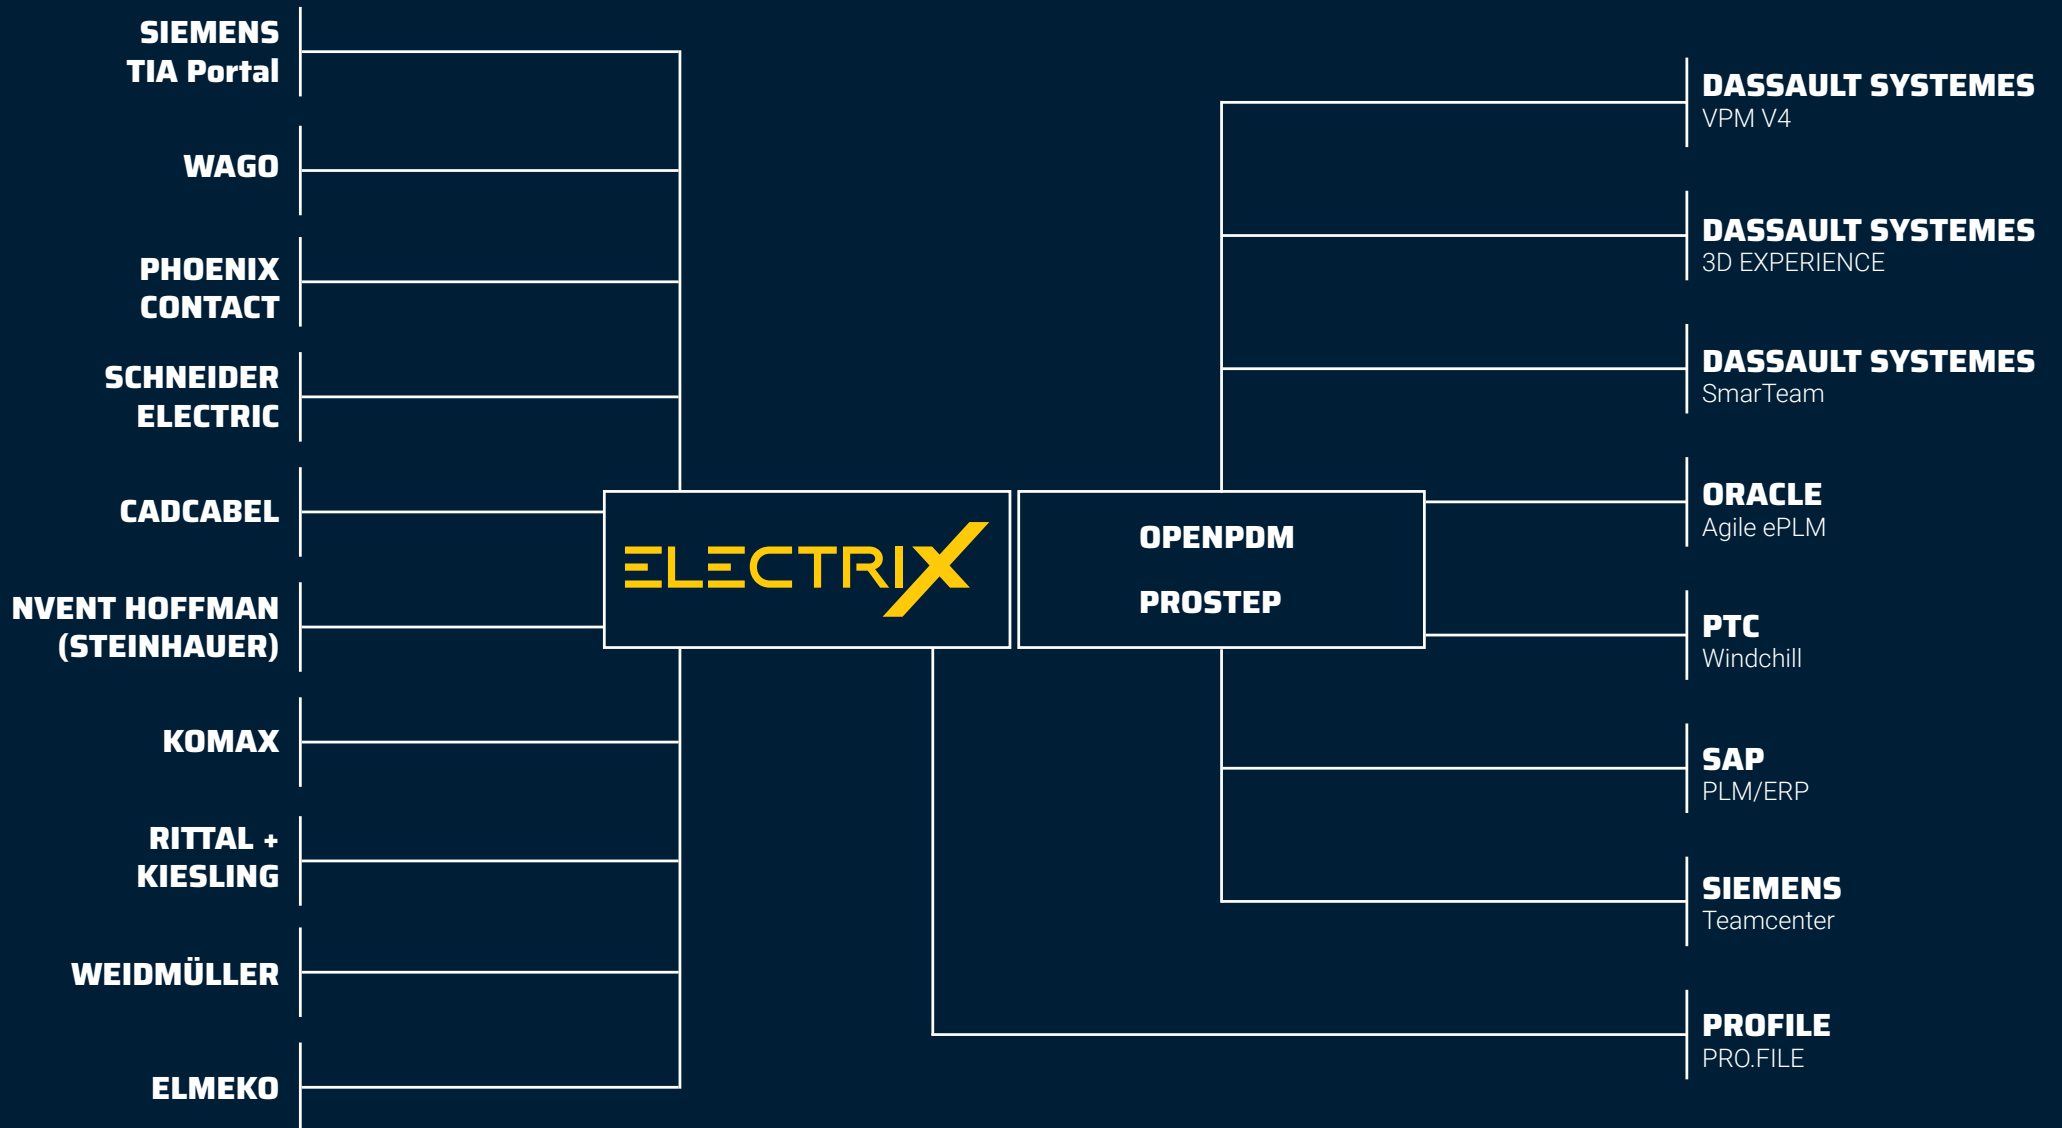 SIEMENS
TIA Portal
WAGO
PHOENIX
CONTACT
SCHNEIDER
ELECTRIC
CADCABEL
NVENT HOFFMAN
(STEINHAUER)
KOMAX
RITTAL +
KIESLING
WEIDMÜLLER
ELMEKO
ELECTRIX
OPENPDM
PROSTEP
DASSAULT SYSTEMES
VPM V4
DASSAULT SYSTEMES
3D EXPERIENCE
DASSAULT SYSTEMES
SmarTeam
ORACLE
Agile ePLM
PTC
Windchill
SAP
PLM/ERP
SIEMENS
Teamcenter
PROFILE
PRO.FILE